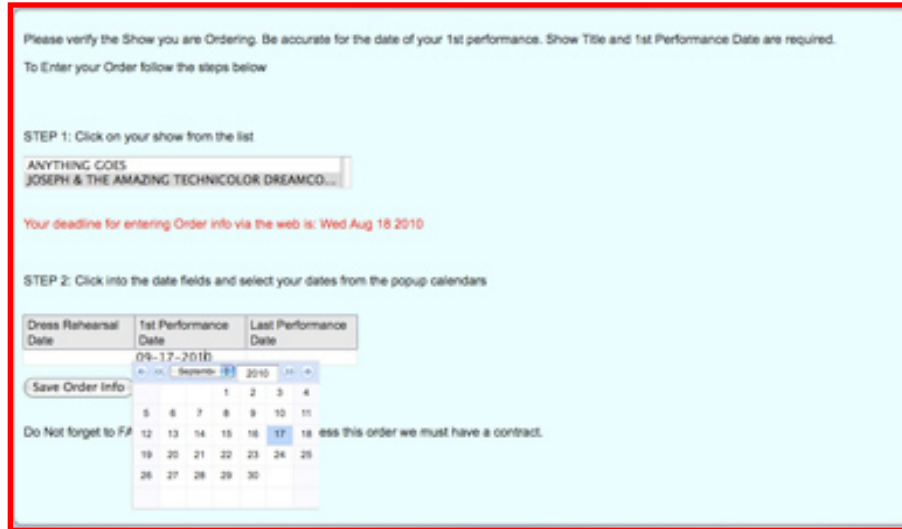 Please verify the Show you are Ordering. Be accurate for the date of your 1st performance. Show Title and 1st Performance Date are required.
To Enter your Order follow the steps below
STEP 1: Click on your show from the list
ANYTHING GOES
JOSEPH & THE AMAZING TECHNICOLOR DREAMCO...
Your deadline for entering Order info via the web is: Wed Aug 18 2010
STEP 2: Click into the date fields and select your dates from the popup calendars
Dress Rehearsal Date
1st Performance Date
Last Performance Date
09-17-2010
2010
Save Order Info
1 2 3 4
5 6 7 8 9 10 11
Do Not forget to FA
12 13 14 15 16 17 18
ess this order we must have a contract.
19 20 21 22 23 24 25
26 27 28 29 30